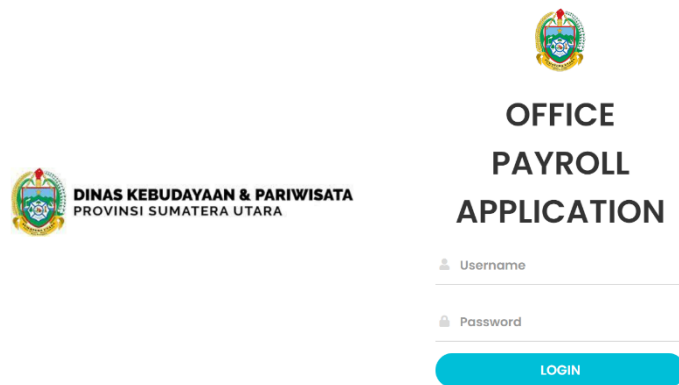 DINAS KEBUDAYAAN & PARIWISATA
PROVINSI SUMATERA UTARA
OFFICE
PAYROLL
APPLICATION
Username
Password
LOGIN